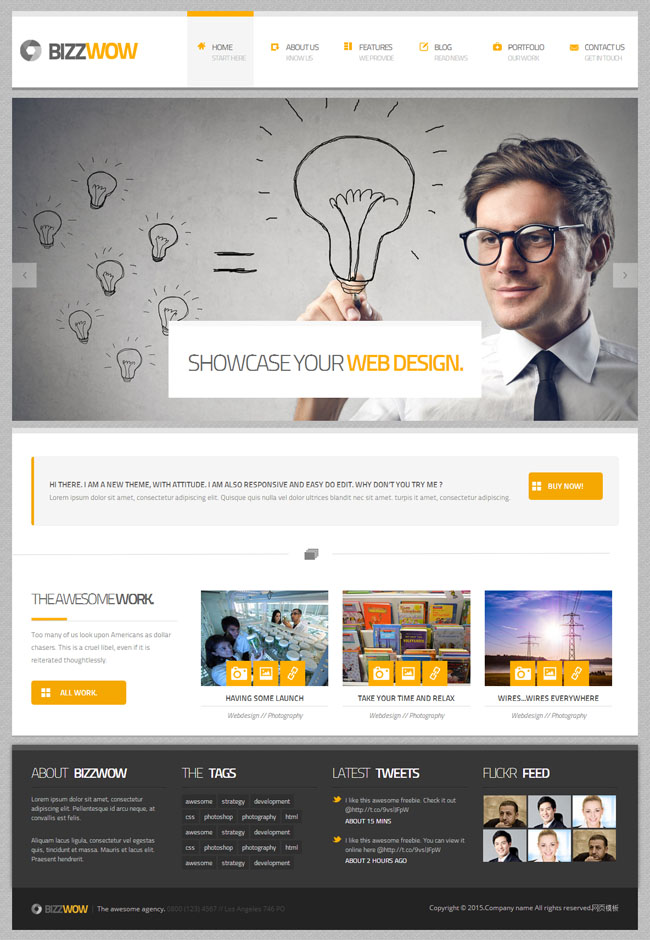 BIZZWOW
HOME
START HERE
ABOUT US
KNOW US
FEATURES
WE PROVIDE
BLOG
READ NEWS
PORTFOLIO
OUR WORK
CONTACT US
GET IN TOUCH
SHOWCASE YOUR WEB DESIGN.
HI THERE. I AM A NEW THEME, WITH ATTITUDE. I AM ALSO RESPONSIVE AND EASY DO EDIT. WHY DON'T YOU TRY ME ?
Lorem ipsum dolor sit amet, consectetur adipiscing elit. Quisque quis nulla vel dolor ultrices blandit nec sit amet. turpis it amet, consectetur adipiscing.
BUY NOW!
THE AWESOME WORK.
Too many of us look upon Americans as dollar
chasers. This is a cruel libel, even if it is
reiterated thoughtlessly.
ALL WORK.
HAVING SOME LAUNCH
Webdesign // Photography
TAKE YOUR TIME AND RELAX
Webdesign // Photography
WIRES...WIRES EVERYWHERE
Webdesign // Photography
ABOUT BIZZWOW
Lorem ipsum dolor sit amet, consectetur
adipiscing elit. Pellentesque id arcu neque, at
convallis est felis.
Aliquam lacus ligula, consectetur vel egestas
quis, tincidunt et massa. Mauris et lacus elit.
Praesent hendrerit.
THE TAGS
awesome strategy development
css photoshop photography html
awesome strategy development
css photoshop photography html
awesome strategy development
LATEST TWEETS
I like this awesome freebie. Check it out
@http://t.co/9vslJFpW
ABOUT 15 MINS
I like this awesome freebie. You can view it
online here @http://t.co/9vslJFpW
ABOUT 2 HOURS AGO
FLICKR FEED
BIZZWOW | The awesome agency. 0800 (123) 4567 // Los Angeles 746 PO
Copyright © 2015.Company name All rights reserved.网页模板